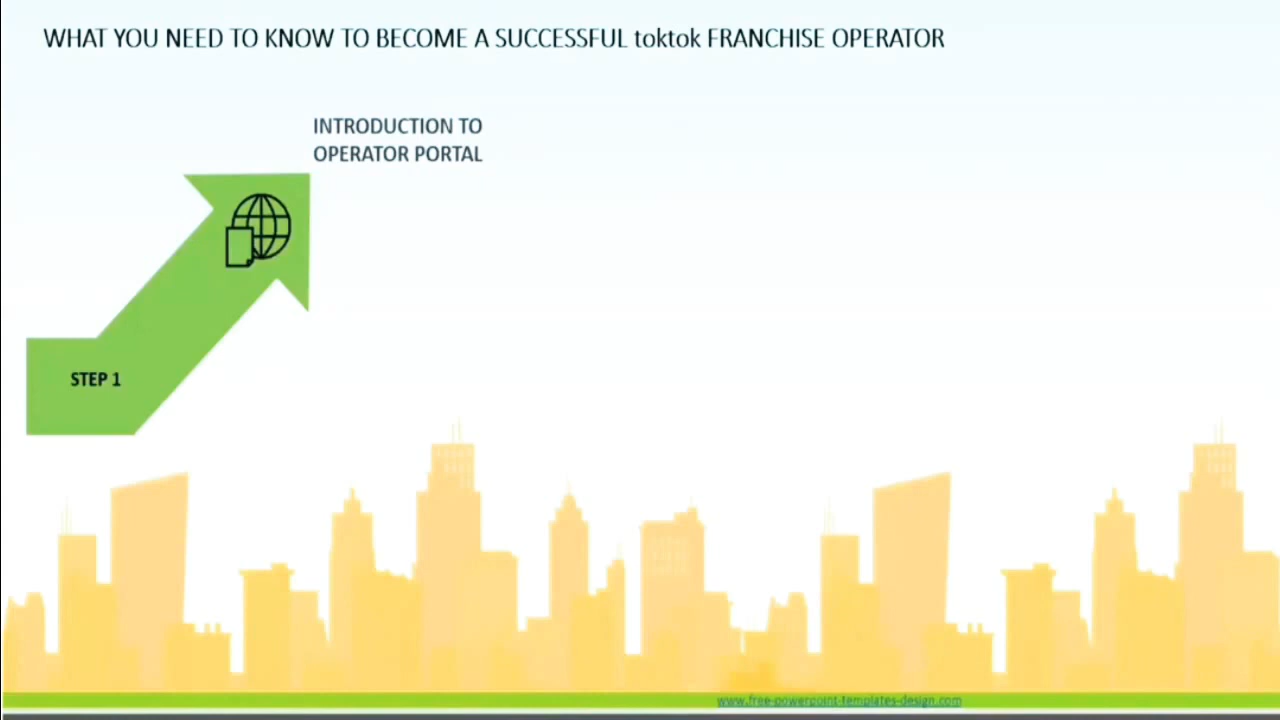 WHAT YOU NEED TO KNOW TO BECOME A SUCCESSFUL toktok FRANCHISE OPERATOR
INTRODUCTION TO
OPERATOR PORTAL
STEP 1
www.free-powerpoint-templates-design.com